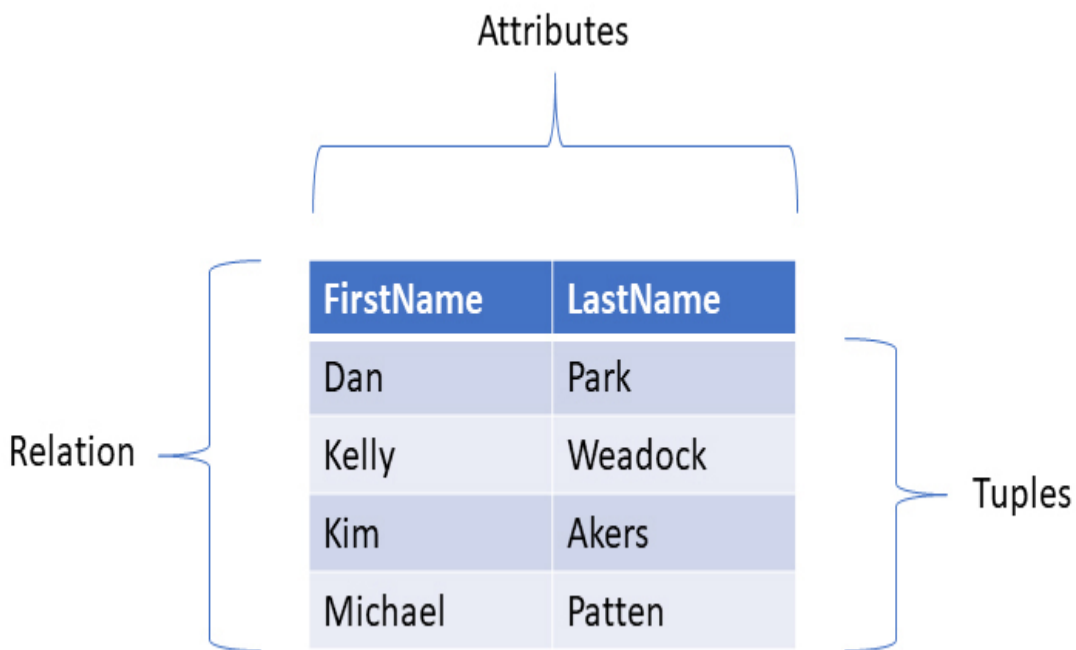 Attributes
FirstName LastName
Dan Park
Kelly Weadock
Relation
Kim Akers
Tuples
Michael Patten